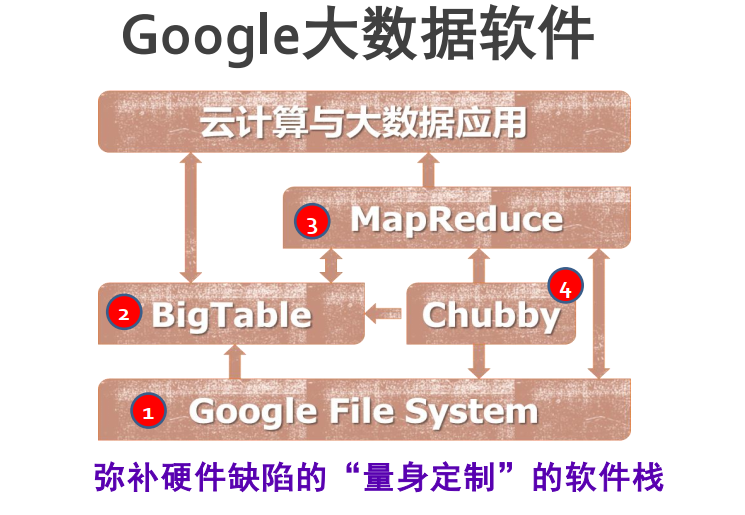 Google大数据软件
云计算与大数据应用
3 MapReduce
4
2 BigTable
Chubby
1 Google File System
弥补硬件缺陷的“量身定制”的软件栈